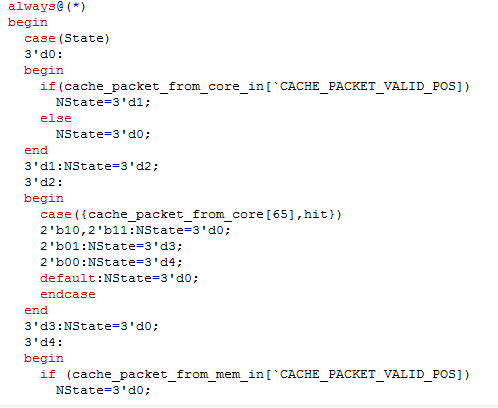 always@(*)
begin
case(State)
3'd0:
begin
if(cache_packet_from_core_in[`CACHE_PACKET_VALID_POS])
NState=3'd1;
else
NState=3'd0;
end
3'd1:NState=3'd2;
3'd2:
begin
case({cache_packet_from_core[65],hit})
2'b10,2'b11:NState=3'd0;
2'b01:NState=3'd3;
2'b00:NState=3'd4;
default:NState=3'd0;
endcase
end
3'd3:NState=3'd0;
3'd4:
begin
if (cache_packet_from_mem_in[`CACHE_PACKET_VALID_POS])
NState=3'd0;